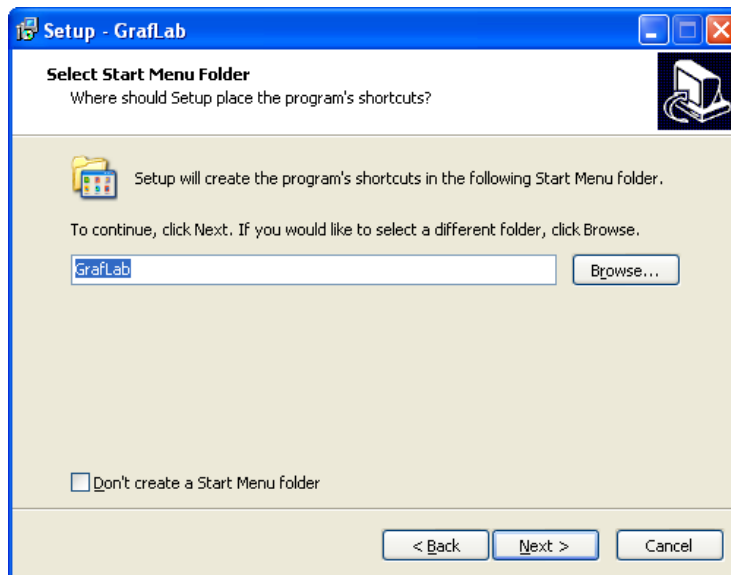 Setup - GrafLab
Select Start Menu Folder
Where should Setup place the program's shortcuts?
Setup will create the program's shortcuts in the following Start Menu folder.
To continue, click Next. If you would like to select a different folder, click Browse.
GrafLab
Browse...
Don't create a Start Menu folder
< Back
Next >
Cancel